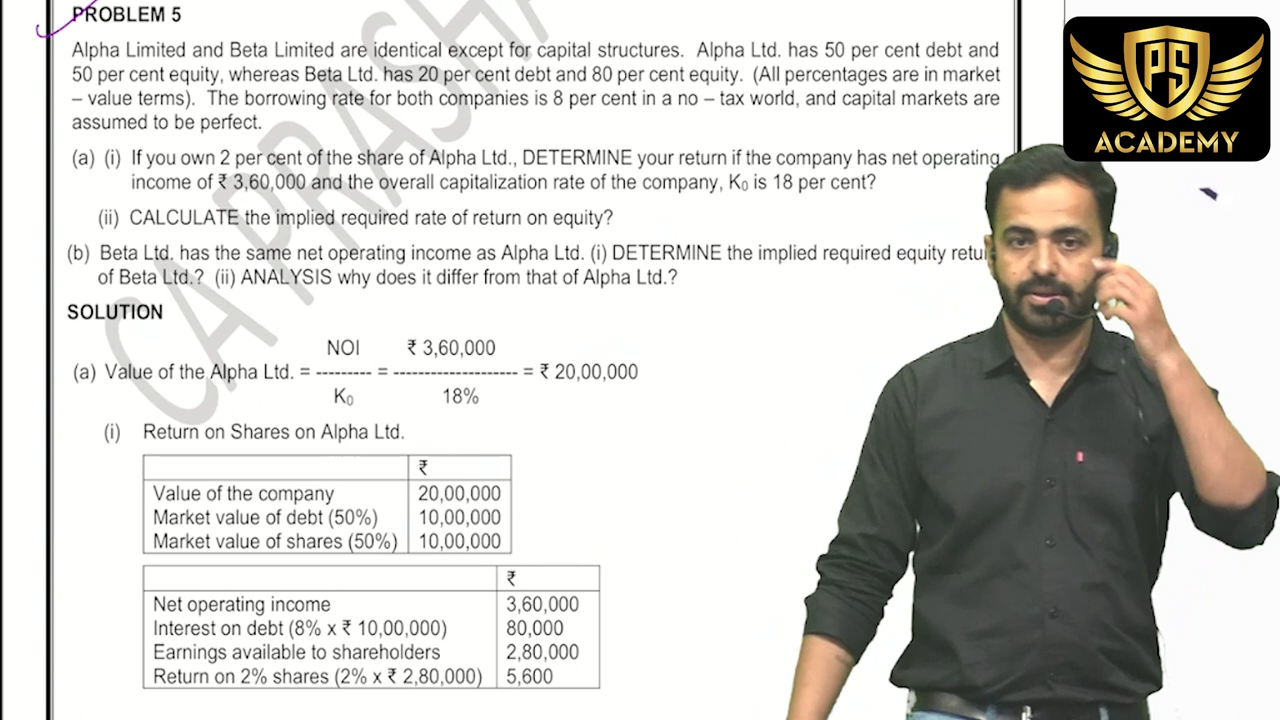 PROBLEM 5
Alpha Limited and Beta Limited are identical except for capital structures. Alpha Ltd. has 50 per cent debt and
50 per cent equity, whereas Beta Ltd. has 20 per cent debt and 80 per cent equity. (All percentages are in market
– value terms). The borrowing rate for both companies is 8 per cent in a no – tax world, and capital markets are
assumed to be perfect.
(a) (i) If you own 2 per cent of the share of Alpha Ltd., DETERMINE your return if the company has net operating
income of ₹ 3,60,000 and the overall capitalization rate of the company, K₀ is 18 per cent?
(ii) CALCULATE the implied required rate of return on equity?
(b) Beta Ltd. has the same net operating income as Alpha Ltd. (i) DETERMINE the implied required equity retu
of Beta Ltd.? (ii) ANALYSIS why does it differ from that of Alpha Ltd.?
SOLUTION
NOI ₹ 3,60,000
(a) Value of the Alpha Ltd. = --------- = -------------------- = ₹ 20,00,000
K₀ 18%
(i) Return on Shares on Alpha Ltd.
₹
Value of the company 20,00,000
Market value of debt (50%) 10,00,000
Market value of shares (50%) 10,00,000
₹
Net operating income 3,60,000
Interest on debt (8% x ₹ 10,00,000) 80,000
Earnings available to shareholders 2,80,000
Return on 2% shares (2% x ₹ 2,80,000) 5,600
CA PRASH
PS
ACADEMY